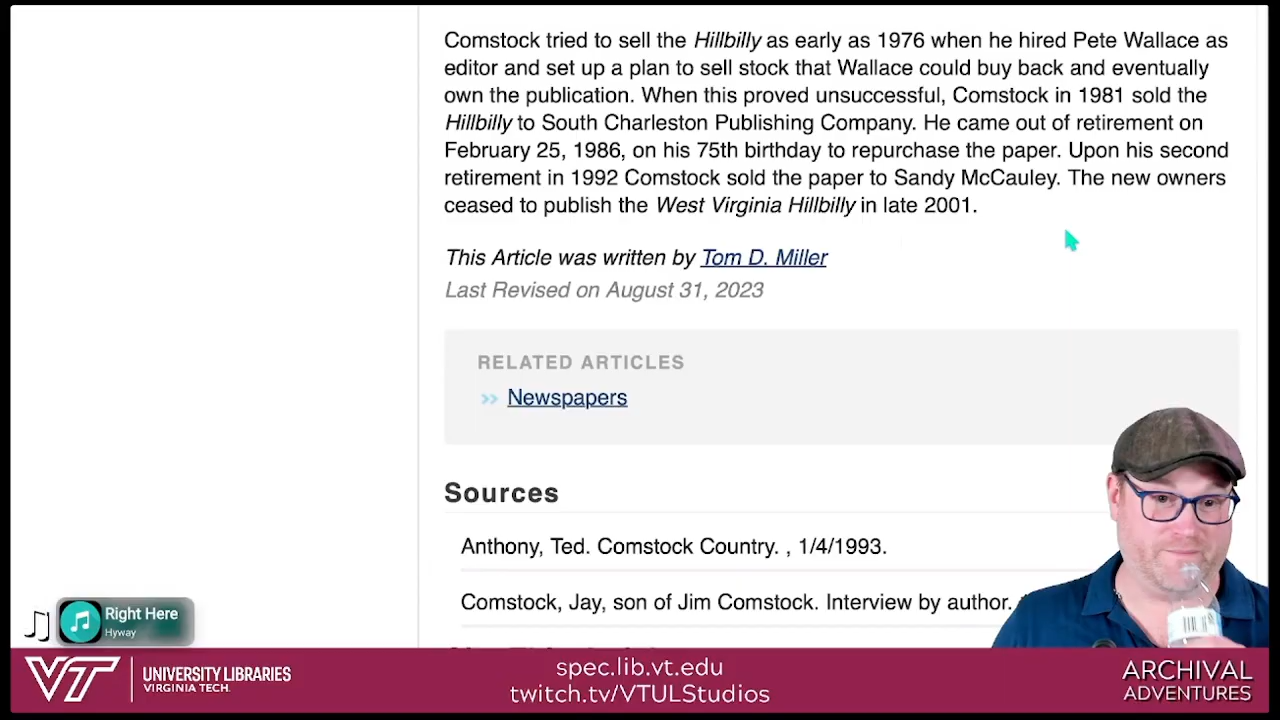 Comstock tried to sell the Hillbilly as early as 1976 when he hired Pete Wallace as
editor and set up a plan to sell stock that Wallace could buy back and eventually
own the publication. When this proved unsuccessful, Comstock in 1981 sold the
Hillbilly to South Charleston Publishing Company. He came out of retirement on
February 25, 1986, on his 75th birthday to repurchase the paper. Upon his second
retirement in 1992 Comstock sold the paper to Sandy McCauley. The new owners
ceased to publish the West Virginia Hillbilly in late 2001.
This Article was written by Tom D. Miller
Last Revised on August 31, 2023
RELATED ARTICLES
Newspapers
Sources
Anthony, Ted. Comstock Country. , 1/4/1993.
Comstock, Jay, son of Jim Comstock. Interview by author.
Right Here
Hyway
VT
UNIVERSITY LIBRARIES
VIRGINIA TECH.
spec.lib.vt.edu
twitch.tv/VTULStudios
ARCHIVAL
ADVENTURES